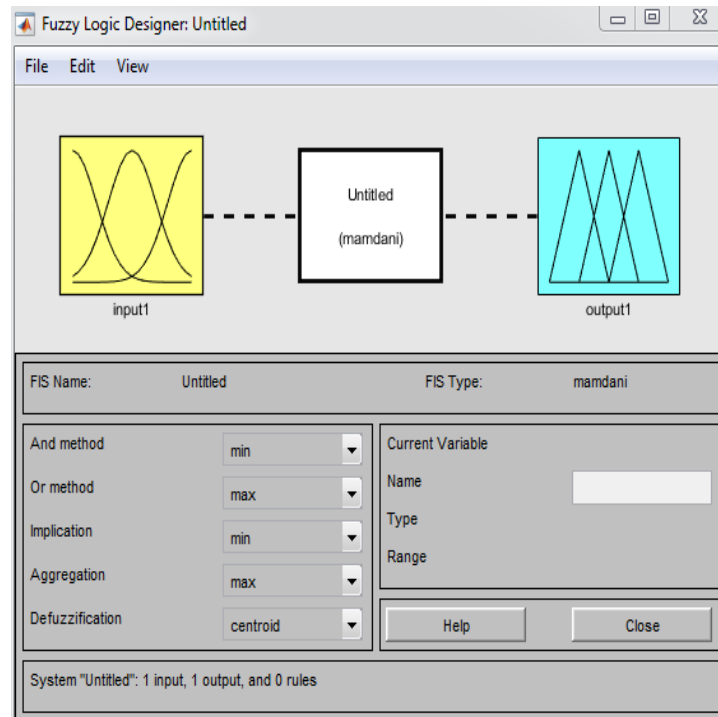 Fuzzy Logic Designer: Untitled
File Edit View
Untitled
(mamdani)
input1
output1
FIS Name: Untitled FIS Type: mamdani
And method min
Or method max
Implication min
Aggregation max
Defuzzification centroid
Current Variable
Name
Type
Range
Help Close
System "Untitled": 1 input, 1 output, and 0 rules